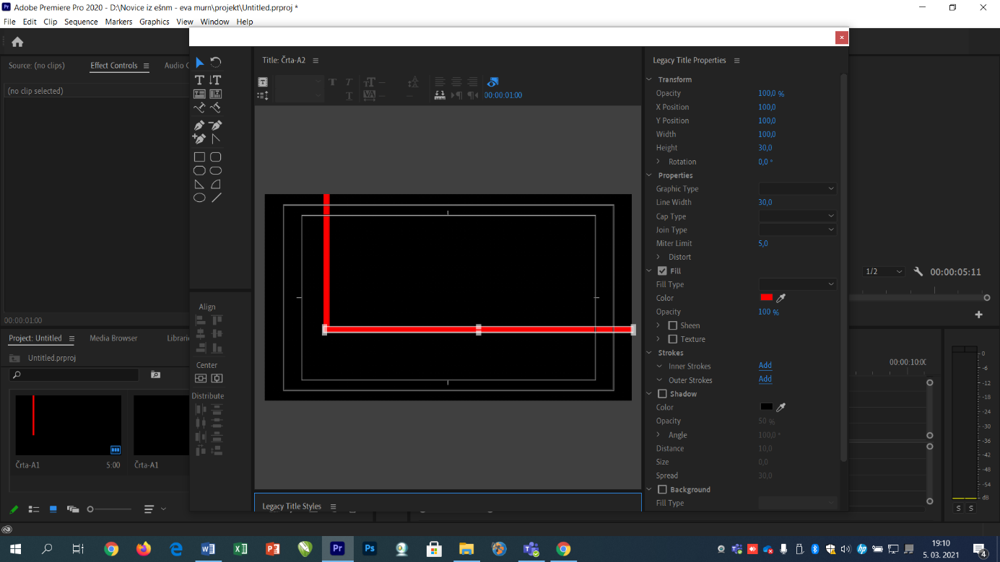 Adobe Premiere Pro 2020 - D:\Novice iz ešnm - eva murn\projekt\Untitled.prproj *
File Edit Clip Sequence Markers Graphics View Window Help
Source: (no clips) Effect Controls Audio C
(no clip selected)
Title: Črta-A2
00:00:01:00
Legacy Title Properties
Transform
Opacity 100,0 %
X Position 100,0
Y Position 100,0
Width 100,0
Height 30,0
Rotation 0,0 °
Properties
Graphic Type
Line Width 30,0
Cap Type
Join Type
Miter Limit 5,0
Distort
Fill
Fill Type
Color
Opacity 100 %
Sheen
Texture
Strokes
Inner Strokes Add
Outer Strokes Add
Shadow
Color
Opacity 50 %
Angle 100,0 °
Distance 10,0
Size 0,0
Spread 30,0
Background
Fill Type
Align
Center
Distribute
Legacy Title Styles
00:00:01:00
Project: Untitled Media Browser Librari
Untitled.prproj
Črta-A1 5:00 Črta-A1
1/2 00:00:05:11
00:00:10:0
0
-6
-12
-18
-24
-30
-36
-42
-48
-54
dB
S S
19:10
5. 03. 2021
4